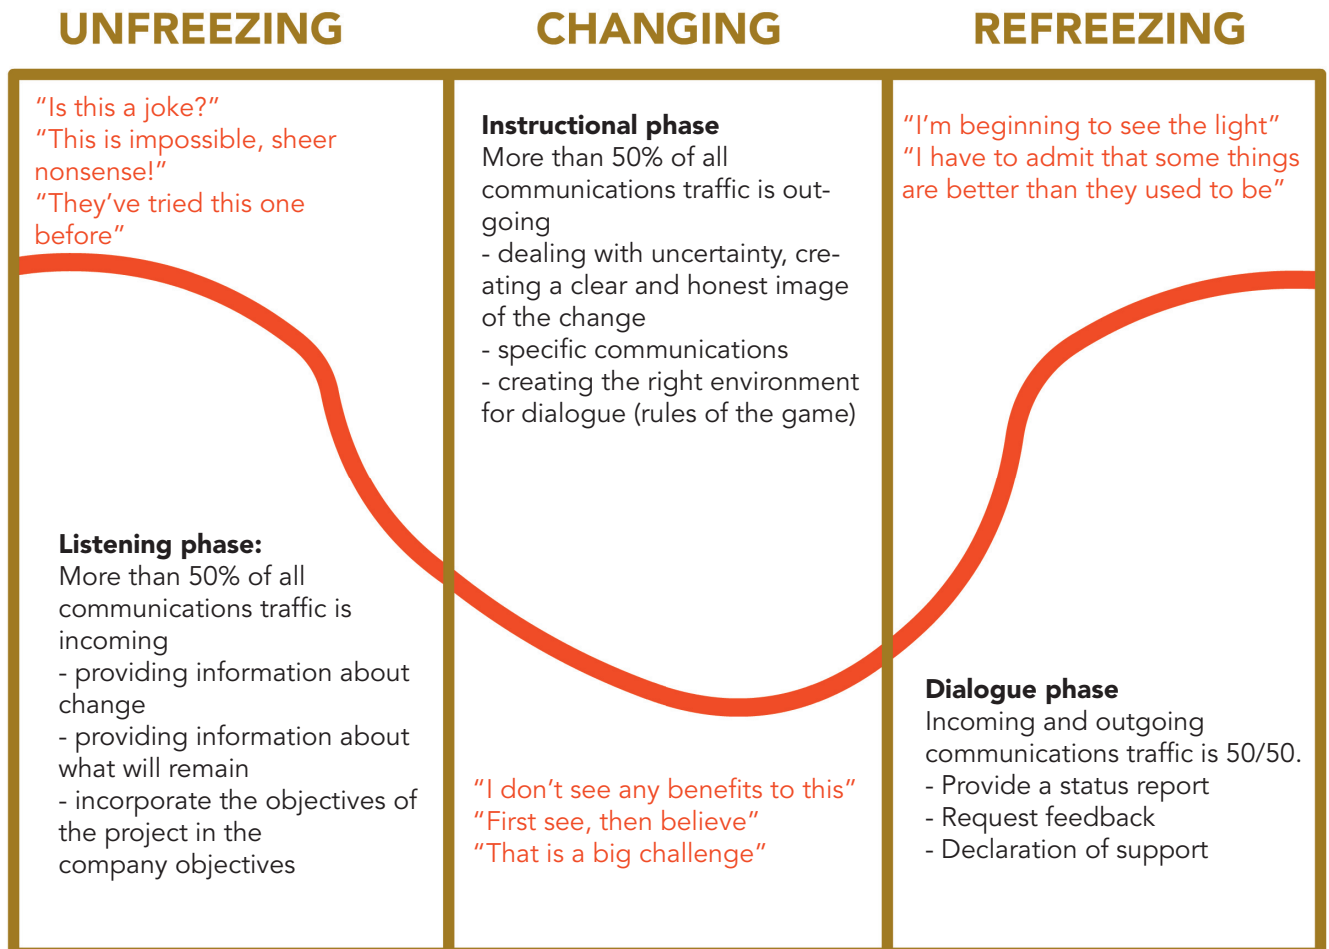 UNFREEZING
CHANGING
REFREEZING
"Is this a joke?"
"This is impossible, sheer
nonsense!"
"They've tried this one
before"
Listening phase:
More than 50% of all
communications traffic is
incoming
- providing information about
change
- providing information about
what will remain
- incorporate the objectives of
the project in the
company objectives
Instructional phase
More than 50% of all
communications traffic is out-
going
- dealing with uncertainty, cre-
ating a clear and honest image
of the change
- specific communications
- creating the right environment
for dialogue (rules of the game)
"I don't see any benefits to this"
"First see, then believe"
"That is a big challenge"
"I'm beginning to see the light"
"I have to admit that some things
are better than they used to be"
Dialogue phase
Incoming and outgoing
communications traffic is 50/50.
- Provide a status report
- Request feedback
- Declaration of support